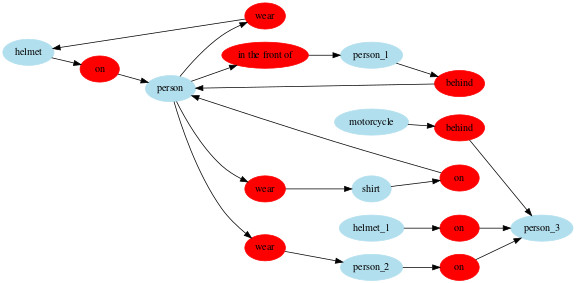 wear
helmet
in the front of
person_1
on
behind
person
motorcycle
behind
wear
shirt
on
helmet_1
on
person_3
wear
person_2
on